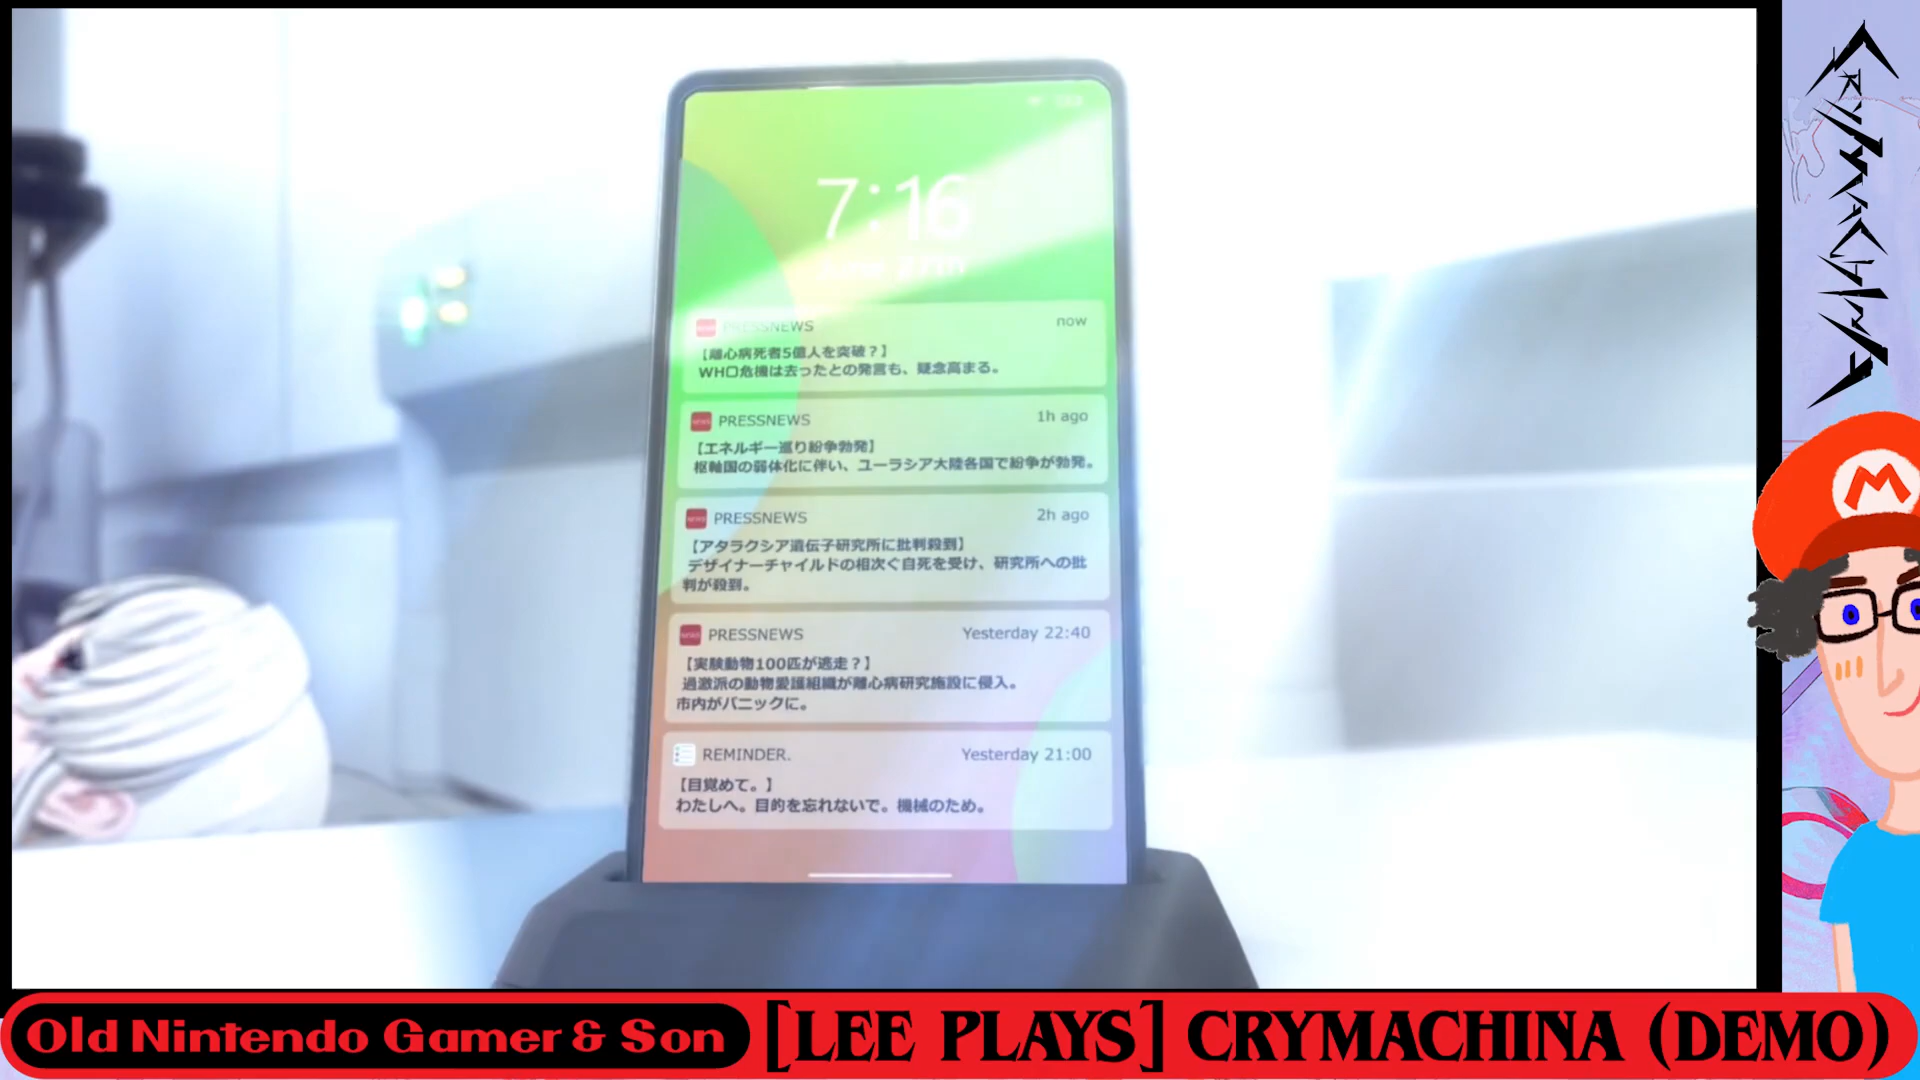 7:16
27th
PRESSNEWS
now
【離心病死者5億人を突破？】
WH口危機は去ったとの発言も、疑念高まる。
PRESSNEWS
1h ago
【エネルギー巡り紛争勃発】
枢軸国の弱体化に伴い、ユーラシア大陸各国で紛争が勃発。
PRESSNEWS
2h ago
【アタラクシア遺伝子研究所に批判殺到】
デザイナーチャイルドの相次ぐ自死を受け、研究所への批
判が殺到。
PRESSNEWS
Yesterday 22:40
【実験動物100匹が逃走？】
過激派の動物愛護組織が離心病研究施設に侵入。
市内がパニックに。
REMINDER.
Yesterday 21:00
【目覚めて。】
わたしへ。目的を忘れないで。機械のため。
CRYMACHINA
M
Old Nintendo Gamer & Son
[LEE PLAYS] CRYMACHINA (DEMO)